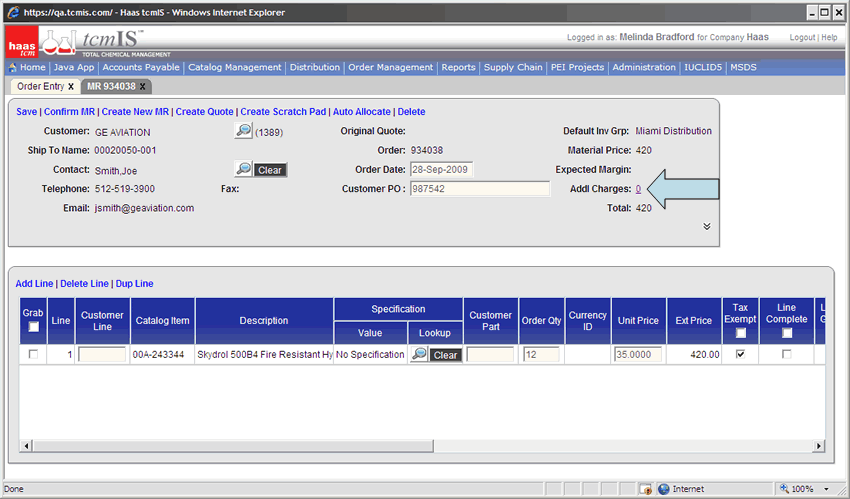 https://qa.tcmis.com/ - Haas tcmIS - Windows Internet Explorer
haas tcm tcmIS TOTAL CHEMICAL MANAGEMENT
Logged in as: Melinda Bradford for Company Haas Logout | Help
Home | Java App | Accounts Payable | Catalog Management | Distribution | Order Management | Reports | Supply Chain | PEI Projects | Administration | IUCLID5 | MSDS
Order Entry X MR 934038 X
Save | Confirm MR | Create New MR | Create Quote | Create Scratch Pad | Auto Allocate | Delete
Customer: GE AVIATION (1389) Original Quote: Default Inv Grp: Miami Distribution
Ship To Name: 00020050-001 Order: 934038 Material Price: 420
Contact: Smith,Joe Clear Order Date: 28-Sep-2009 Expected Margin:
Telephone: 512-519-3900 Fax: Customer PO : 987542 Addl Charges: 0
Email: jsmith@geaviation.com Total: 420
Add Line | Delete Line | Dup Line
Grab Line Customer Line Catalog Item Description Specification Value Lookup Customer Part Order Qty Currency ID Unit Price Ext Price Tax Exempt Line Complete
1 00A-243344 Skydrol 500B4 Fire Resistant Hy No Specification Clear 12 35.0000 420.00
Done Internet 100%